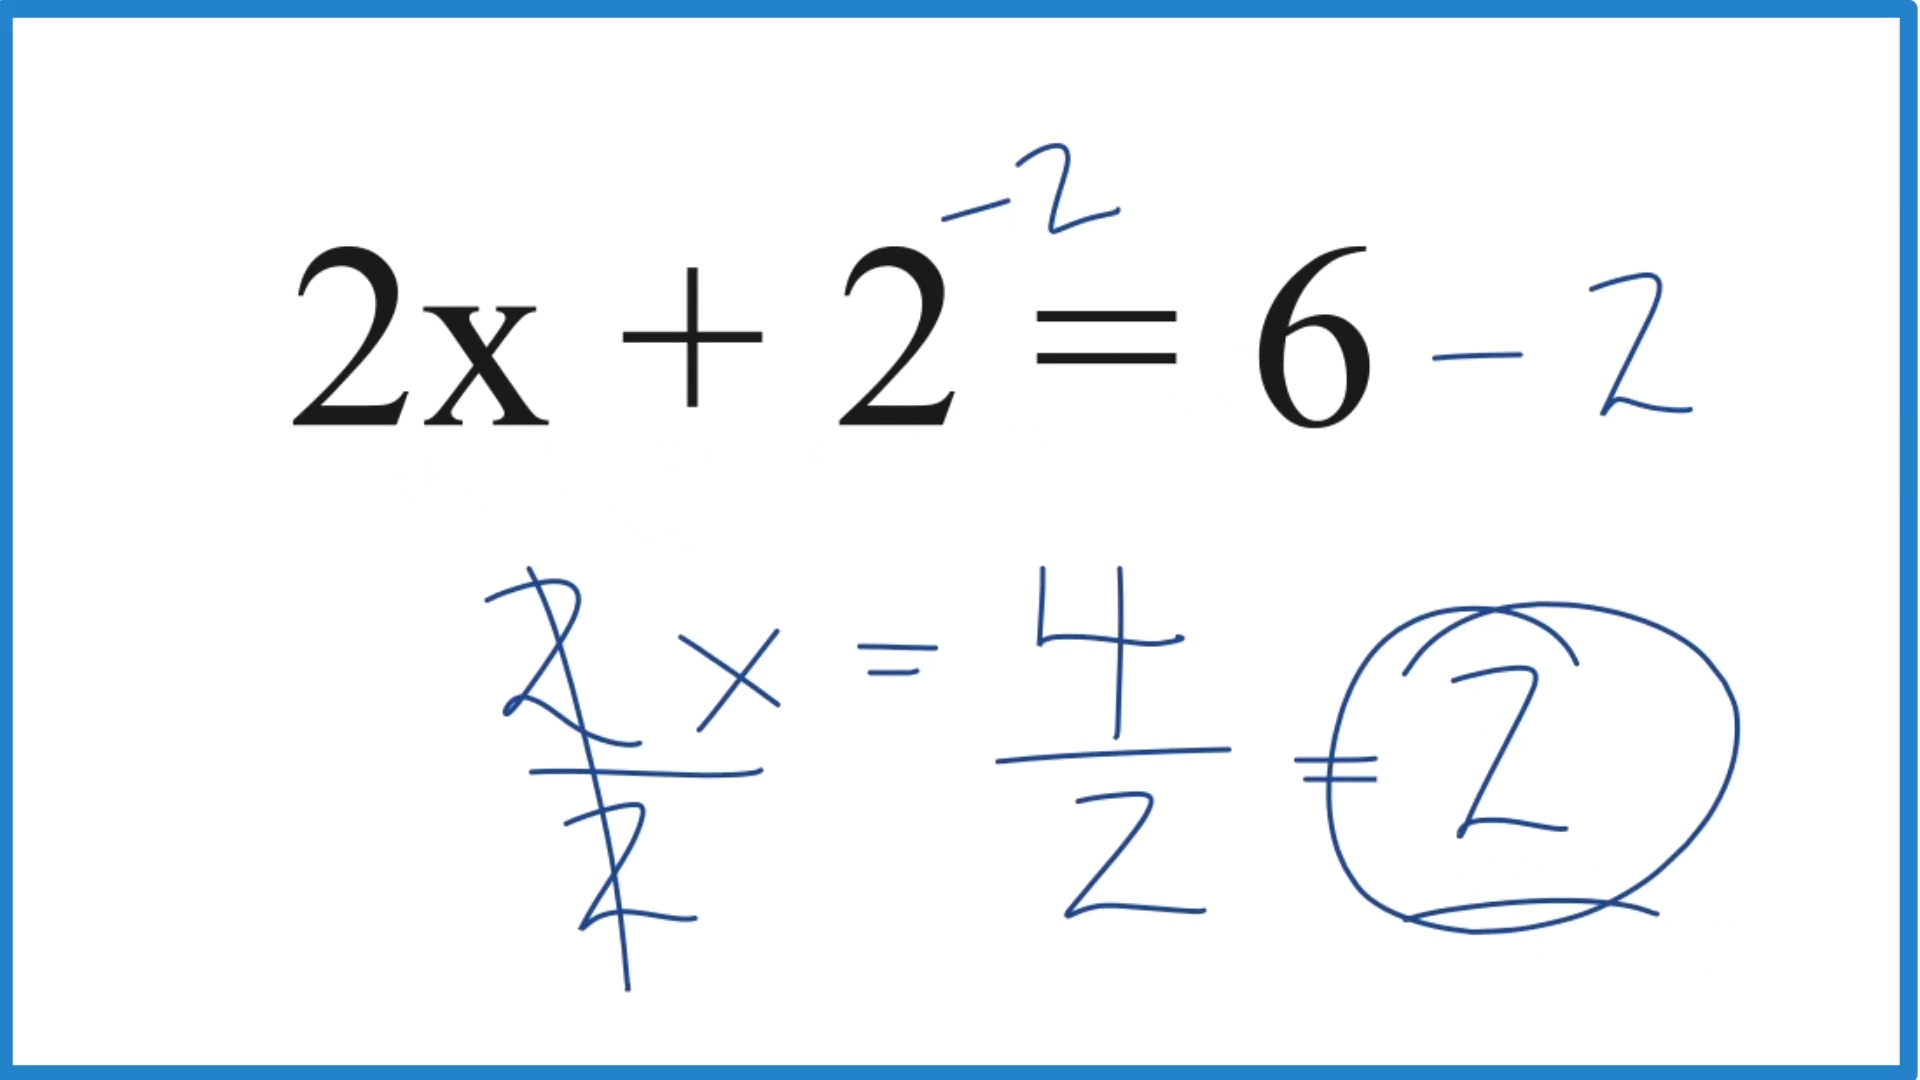 2x + 2 - 2 = 6 - 2
2x/2 = 4/2 = 2